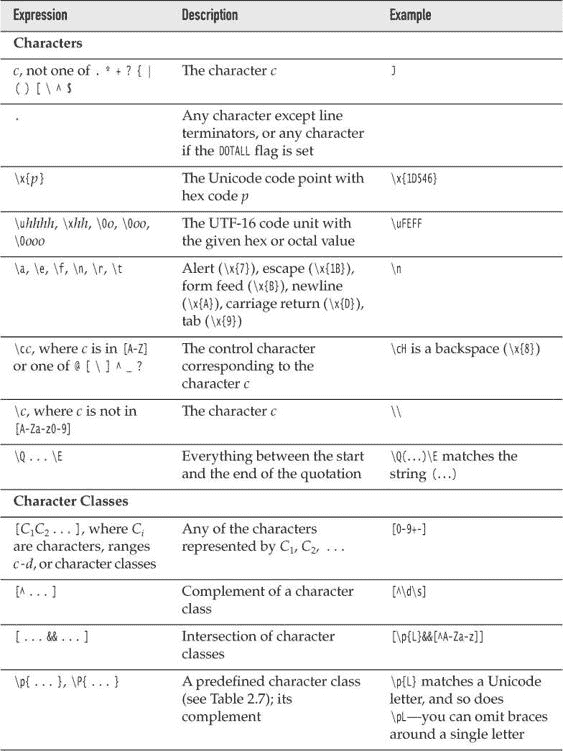 Expression Description Example
Characters
c, not one of . * + ? { | The character c J
( ) [ \ ^ $
. Any character except line
terminators, or any character
if the DOTALL flag is set
\x{p} The Unicode code point with \x{1D546}
hex code p
\uhhhh, \xhh, \0o, \0oo, The UTF-16 code unit with \uFEFF
\0ooo the given hex or octal value
\a, \e, \f, \n, \r, \t Alert (\x{7}), escape (\x{1B}), \n
form feed (\x{B}), newline
(\x{A}), carriage return (\x{D}),
tab (\x{9})
\cc, where c is in [A-Z] The control character \cH is a backspace (\x{8})
or one of @ [ \ ] ^ _ ? corresponding to the
character c
\c, where c is not in The character c \\
[A-Za-z0-9]
\Q ... \E Everything between the start \Q(...)\E matches the
and the end of the quotation string (...)
Character Classes
[C1C2 ...], where Ci Any of the characters [0-9+-]
are characters, ranges represented by C1, C2, ...
c-d, or character classes
[^ ...] Complement of a character [^\d\s]
class
[ ... && ...] Intersection of character [\p{L}&&[^A-Za-z]]
classes
\p{ ...}, \P{ ...} A predefined character class \p{L} matches a Unicode
(see Table 2.7); its letter, and so does
complement \pL—you can omit braces
around a single letter